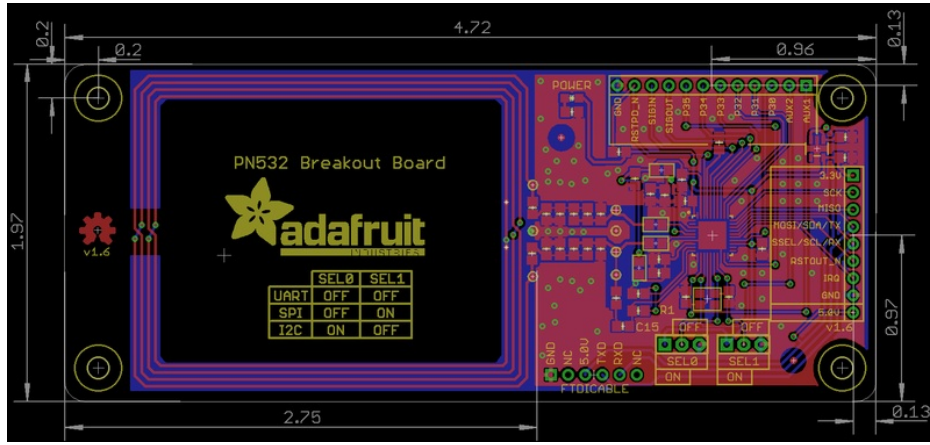 4.72
0.2
0.2
0.96
0.13
1.97
POWER
GND
RSTPD_N
SIGIN
SIGOUT
P35
P34
P33
P32
P31
P30
AUX2
AUX1
PN532 Breakout Board
adafruit
INDUSTRIES
v1.6
SEL0 SEL1
UART OFF OFF
SPI OFF ON
I2C ON OFF
3.3V
SCK
MISO
MOSI/SDA/TX
SSEL/SCL/RX
RSTOUT_N
IRQ
GND
5.0V
v1.6
R1
C15
OFF
OFF
SEL0
SEL1
ON
ON
GND
NC
5.0V
TXD
RXD
NC
FTDICABLE
0.97
2.75
0.13